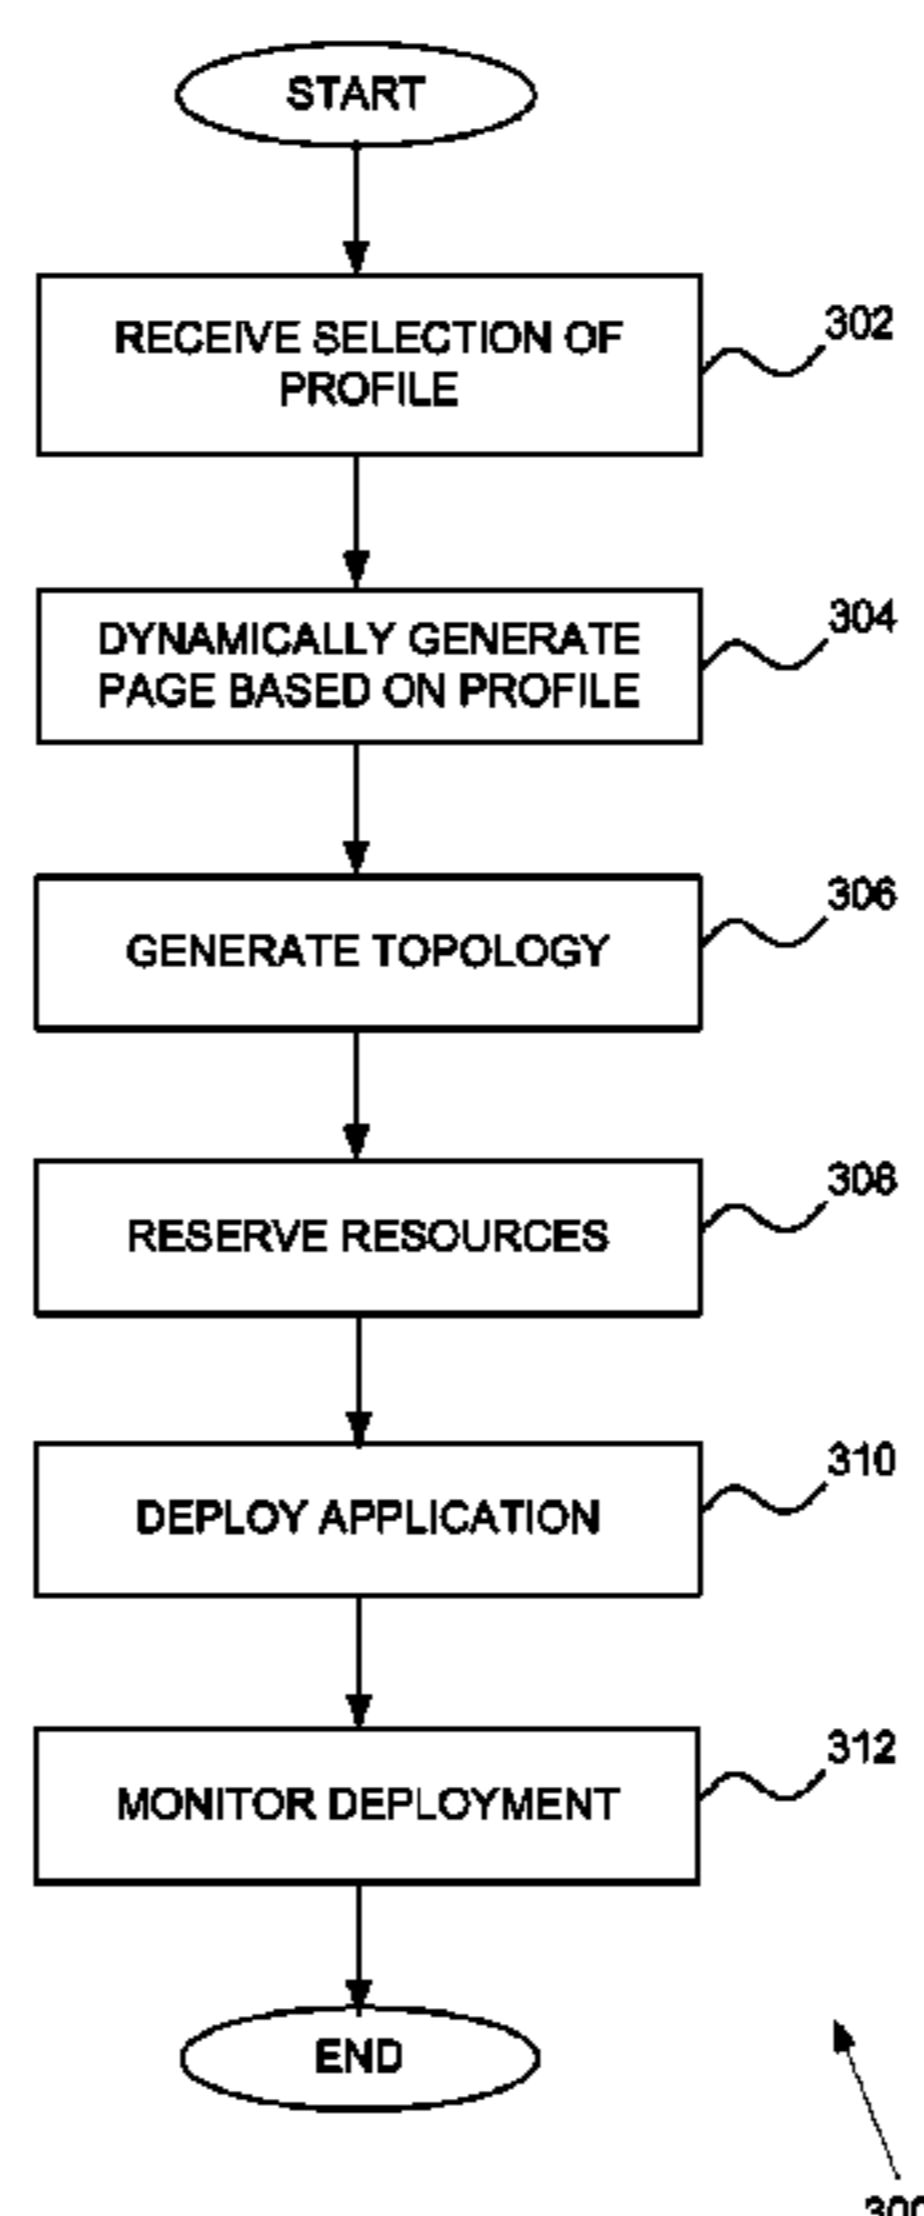 START
RECEIVE SELECTION OF
PROFILE
302
DYNAMICALLY GENERATE
PAGE BASED ON PROFILE
304
GENERATE TOPOLOGY
306
RESERVE RESOURCES
308
DEPLOY APPLICATION
310
MONITOR DEPLOYMENT
312
END
300